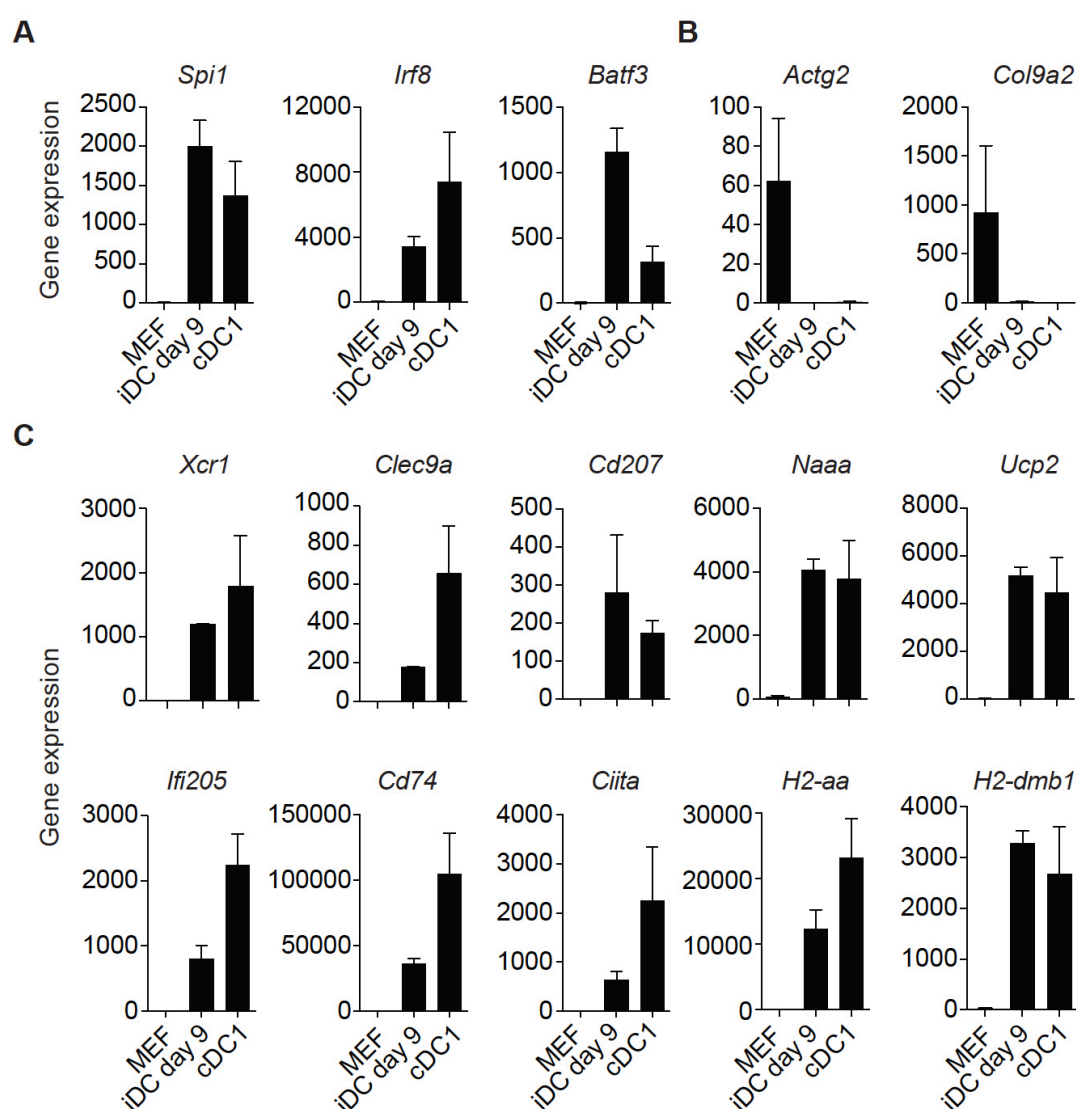 A
B
Spi1
Irf8
Batf3
Actg2
Col9a2
Gene expression
2500
2000
1500
1000
500
0
12000
8000
4000
0
1500
1000
500
0
100
80
60
40
20
0
2000
1500
1000
500
0
MEF
iDC day 9
cDC1
MEF
iDC day 9
cDC1
MEF
iDC day 9
cDC1
MEF
iDC day 9
cDC1
MEF
iDC day 9
cDC1
C
Xcr1
Clec9a
Cd207
Naaa
Ucp2
Gene expression
3000
2000
1000
0
1000
800
600
400
200
0
500
400
300
200
100
0
6000
4000
2000
0
8000
6000
4000
2000
0
Ifi205
Cd74
Ciita
H2-aa
H2-dmb1
3000
2000
1000
0
150000
100000
50000
0
4000
3000
2000
1000
0
30000
20000
10000
0
4000
3000
2000
1000
0
MEF
iDC day 9
cDC1
MEF
iDC day 9
cDC1
MEF
iDC day 9
cDC1
MEF
iDC day 9
cDC1
MEF
iDC day 9
cDC1